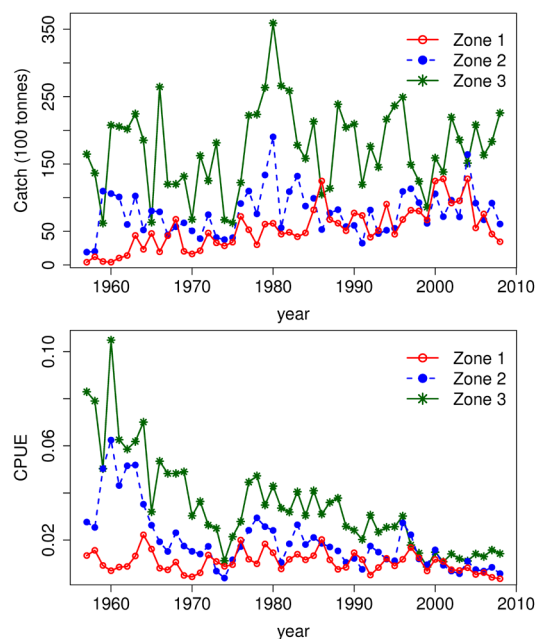 Catch (100 tonnes)
350
250
150
50
0
Zone 1
Zone 2
Zone 3
1960 1970 1980 1990 2000 2010
year
CPUE
0.10
0.06
0.02
Zone 1
Zone 2
Zone 3
1960 1970 1980 1990 2000 2010
year